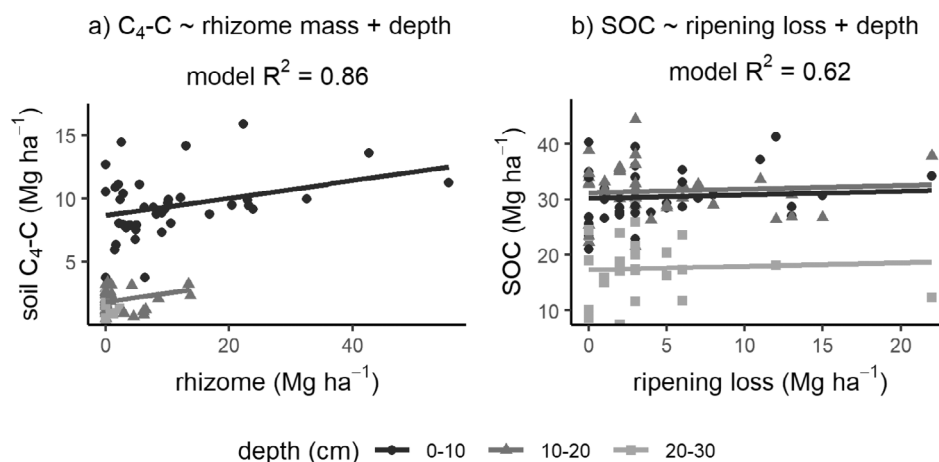 a) C₄-C ~ rhizome mass + depth
model R² = 0.86
soil C₄-C (Mg ha⁻¹)
15
10
5
0
20
40
rhizome (Mg ha⁻¹)
b) SOC ~ ripening loss + depth
model R² = 0.62
SOC (Mg ha⁻¹)
40
30
20
10
0
5
10
15
20
ripening loss (Mg ha⁻¹)
depth (cm) 0-10 10-20 20-30